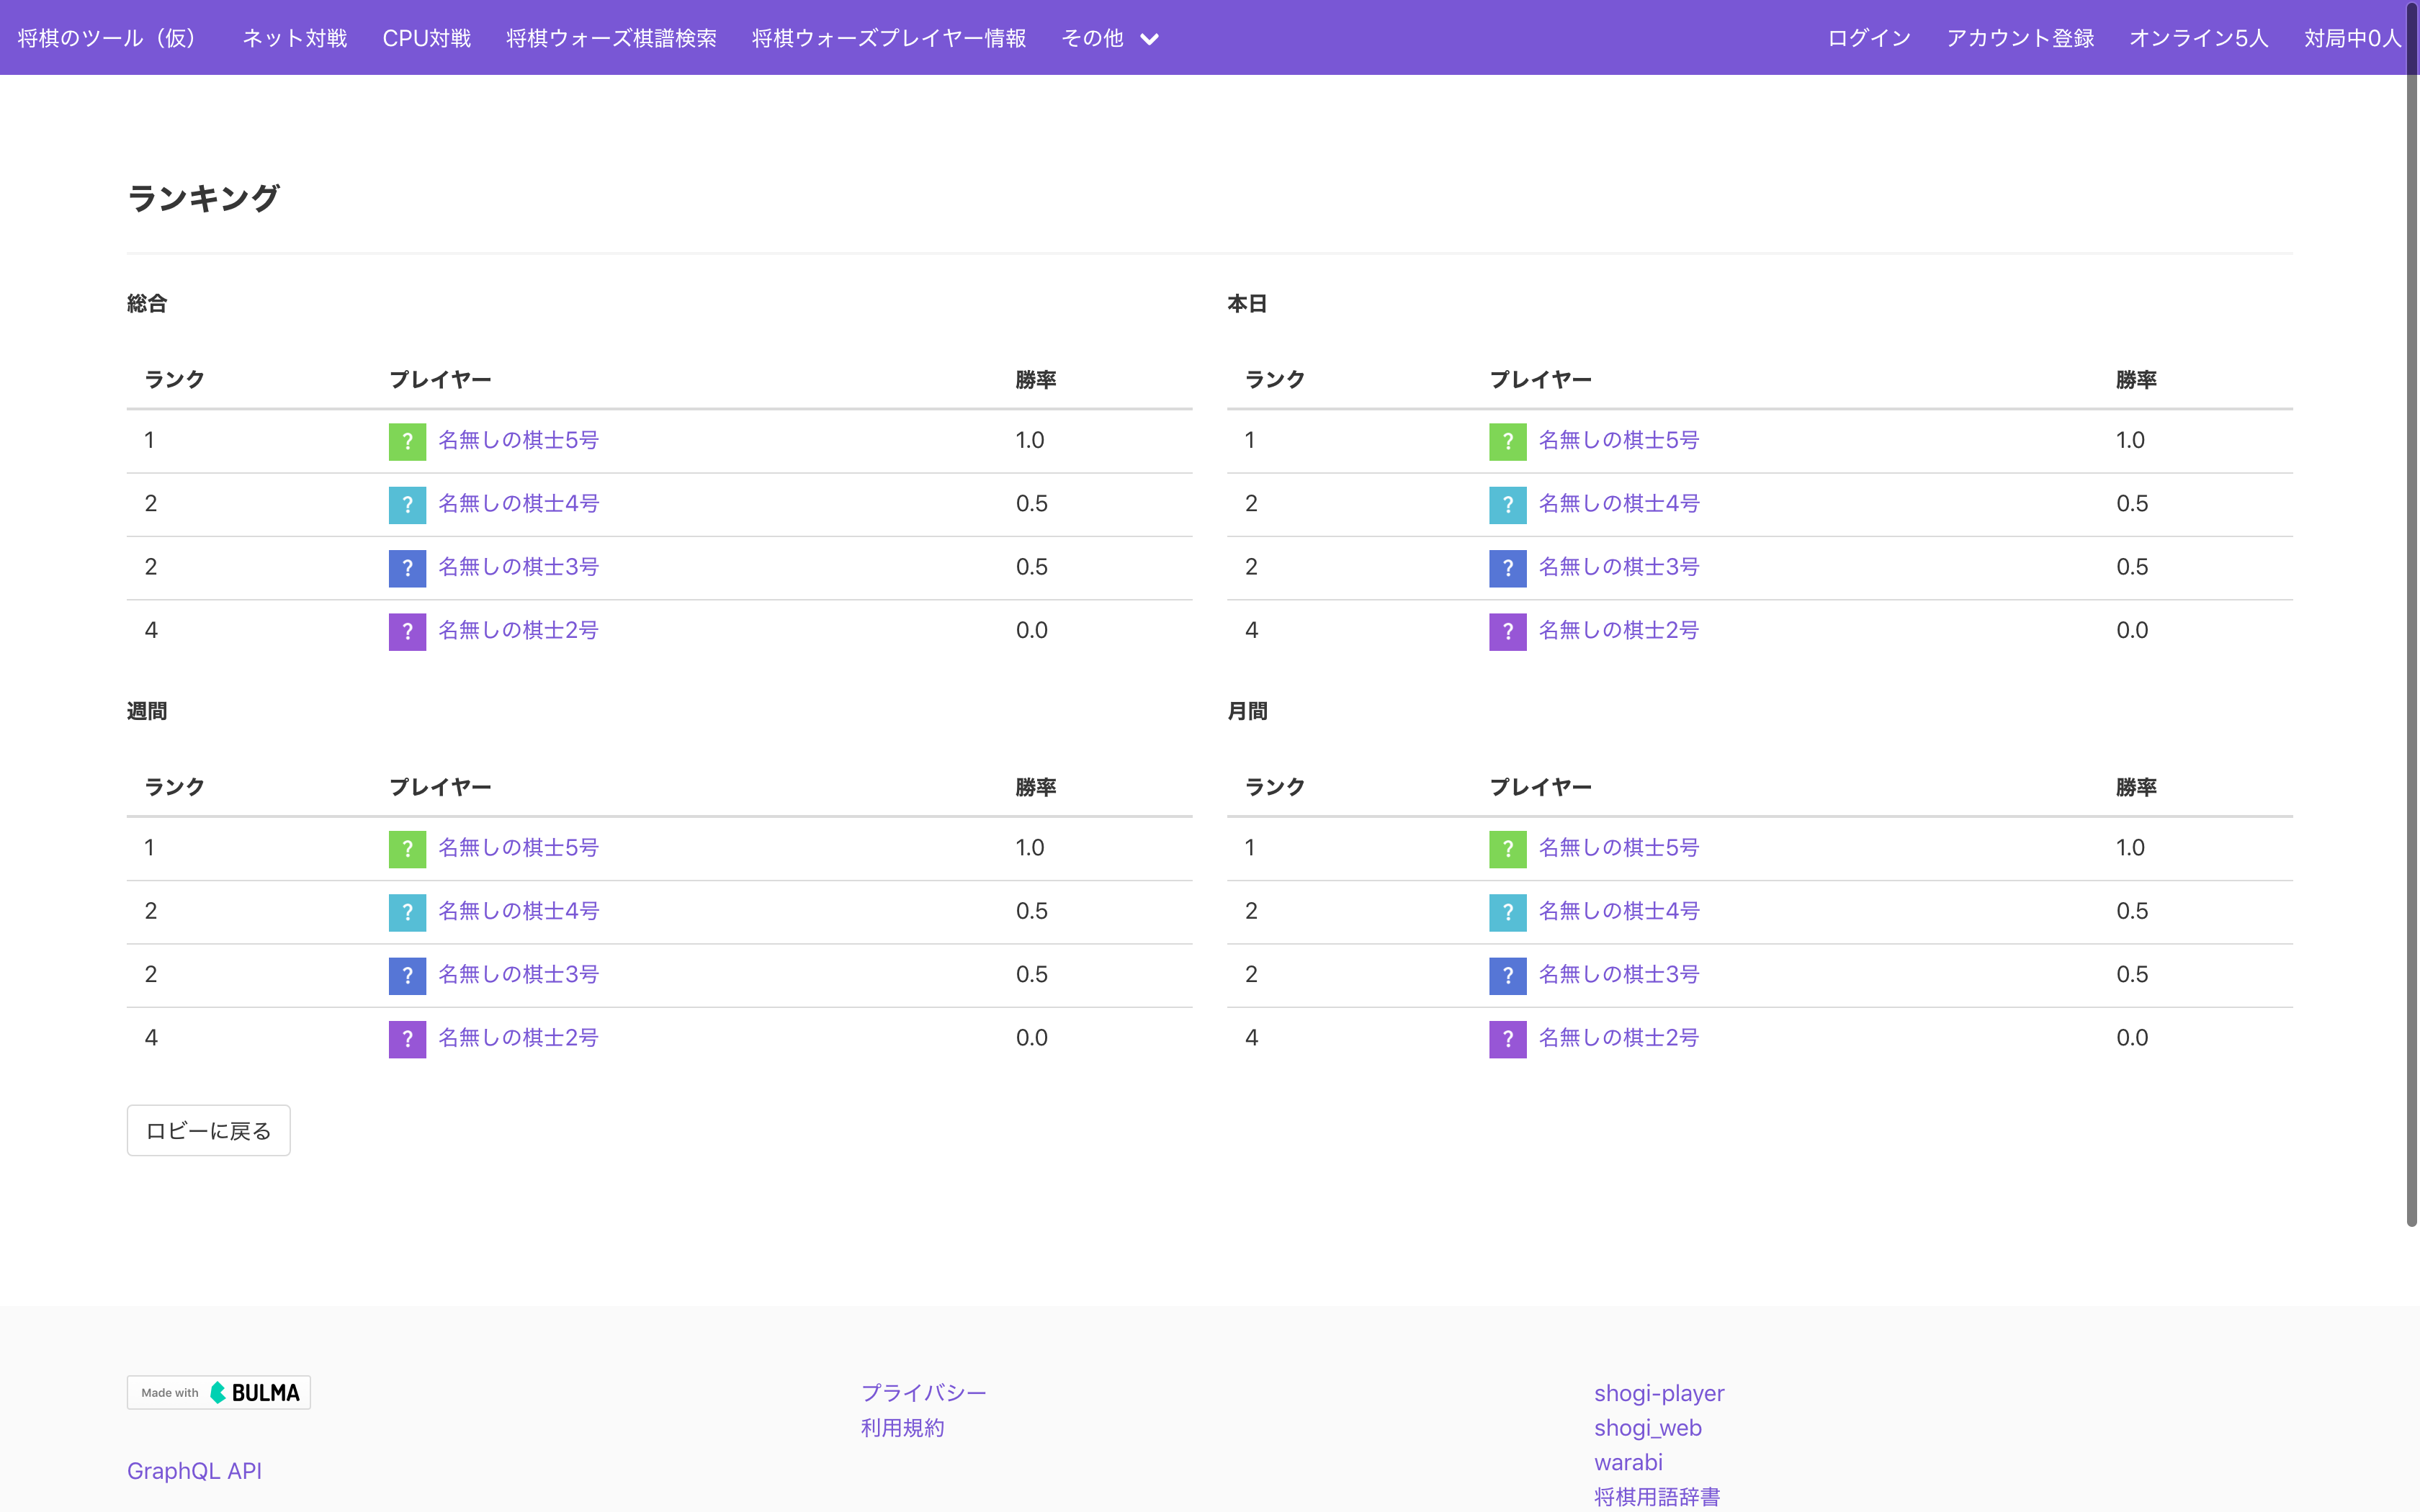 将棋のツール（仮） ネット対戦 CPU対戦 将棋ウォーズ棋譜検索 将棋ウォーズプレイヤー情報 その他 ログイン アカウント登録 オンライン5人 対局中0人
ランキング
総合
ランク プレイヤー 勝率
1 ? 名無しの棋士5号 1.0
2 ? 名無しの棋士4号 0.5
2 ? 名無しの棋士3号 0.5
4 ? 名無しの棋士2号 0.0
本日
ランク プレイヤー 勝率
1 ? 名無しの棋士5号 1.0
2 ? 名無しの棋士4号 0.5
2 ? 名無しの棋士3号 0.5
4 ? 名無しの棋士2号 0.0
週間
ランク プレイヤー 勝率
1 ? 名無しの棋士5号 1.0
2 ? 名無しの棋士4号 0.5
2 ? 名無しの棋士3号 0.5
4 ? 名無しの棋士2号 0.0
月間
ランク プレイヤー 勝率
1 ? 名無しの棋士5号 1.0
2 ? 名無しの棋士4号 0.5
2 ? 名無しの棋士3号 0.5
4 ? 名無しの棋士2号 0.0
ロビーに戻る
Made with BULMA
GraphQL API
プライバシー
利用規約
shogi-player
shogi_web
warabi
将棋用語辞書